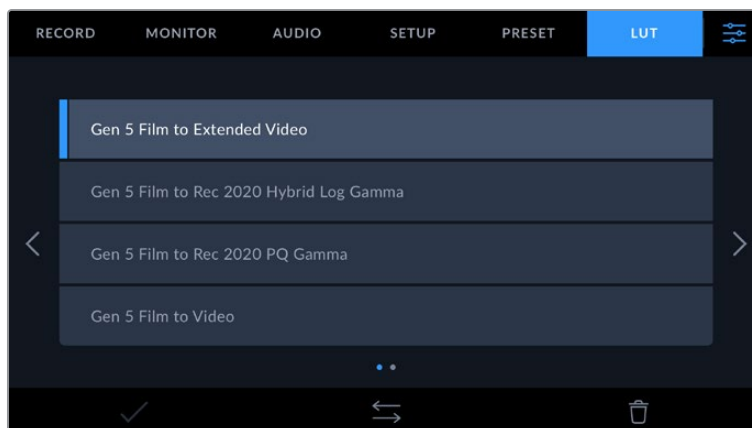 RECORD MONITOR AUDIO SETUP PRESET LUT
Gen 5 Film to Extended Video
Gen 5 Film to Rec 2020 Hybrid Log Gamma
Gen 5 Film to Rec 2020 PQ Gamma
Gen 5 Film to Video